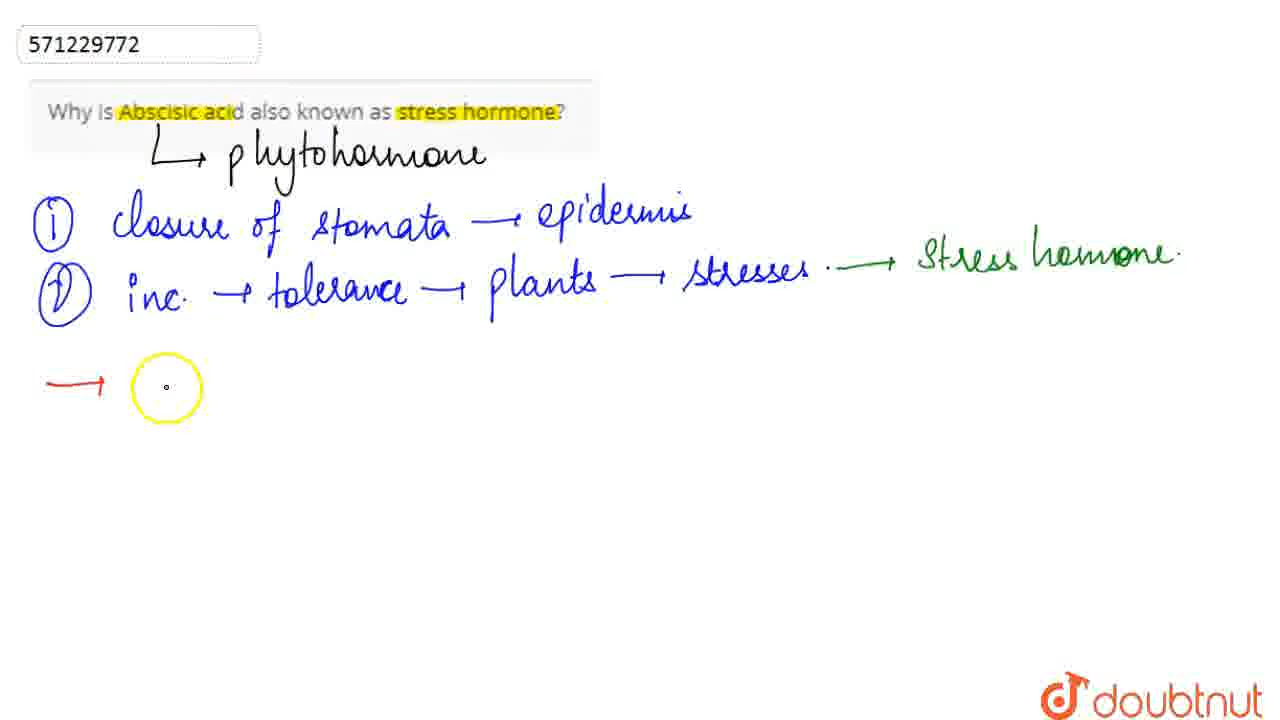 571229772
Why is Abscisic acid also known as stress hormone?
↳ phytohormone
① closure of stomata → epidermis
inc. → tolerance → plants → stresses. → Stress hormone.
→
doubtnut